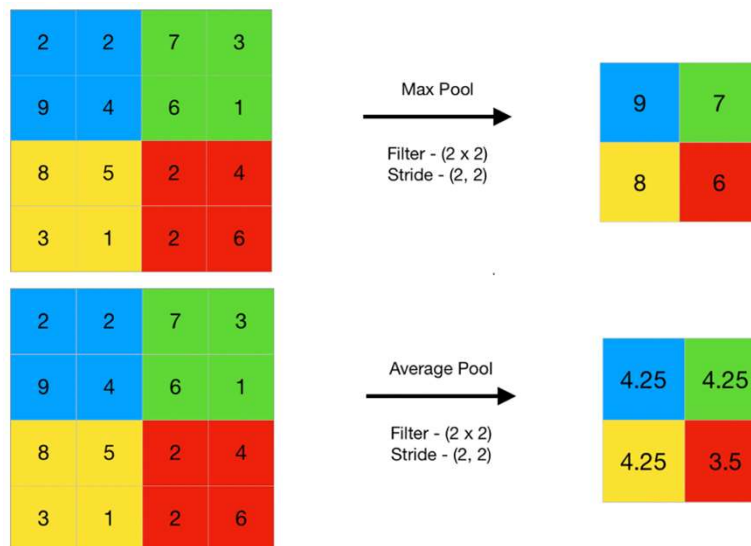 2 2 7 3
9 4 6 1
8 5 2 4
3 1 2 6
Max Pool
Filter - (2 x 2)
Stride - (2, 2)
9 7
8 6
2 2 7 3
9 4 6 1
8 5 2 4
3 1 2 6
Average Pool
Filter - (2 x 2)
Stride - (2, 2)
4.25 4.25
4.25 3.5